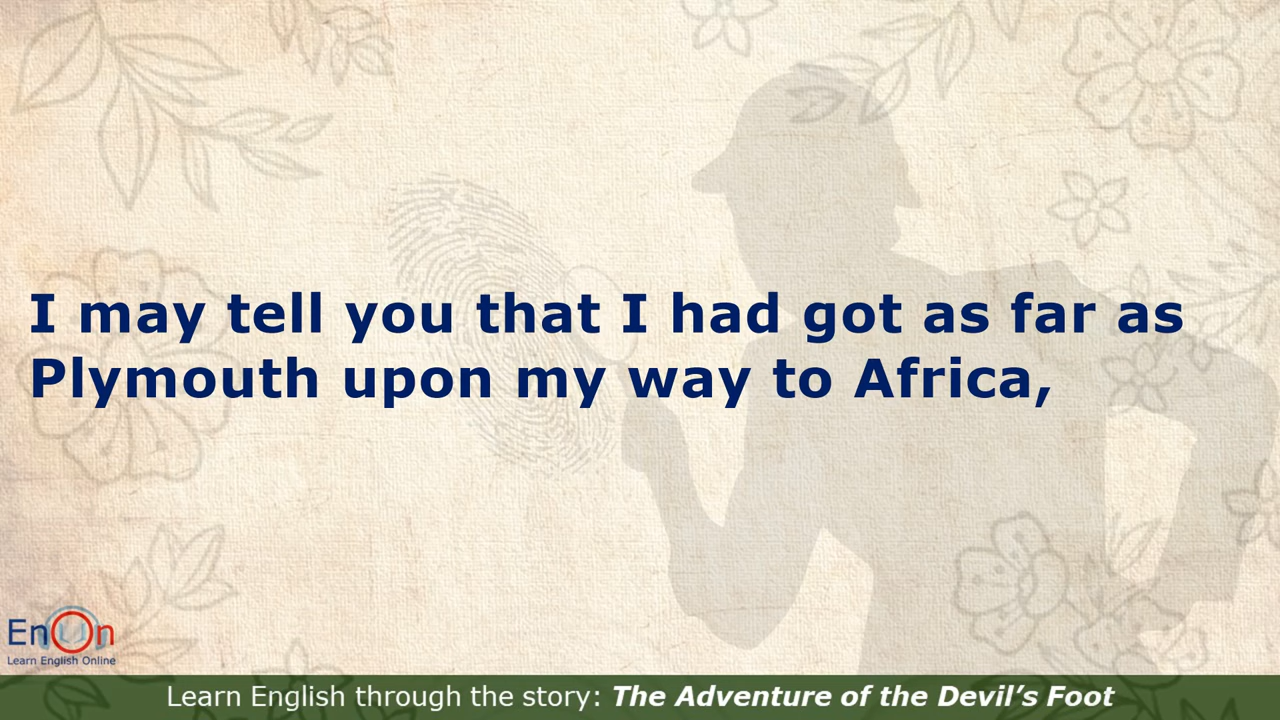 I may tell you that I had got as far as
Plymouth upon my way to Africa,
EnOn
Learn English Online
Learn English through the story: The Adventure of the Devil’s Foot